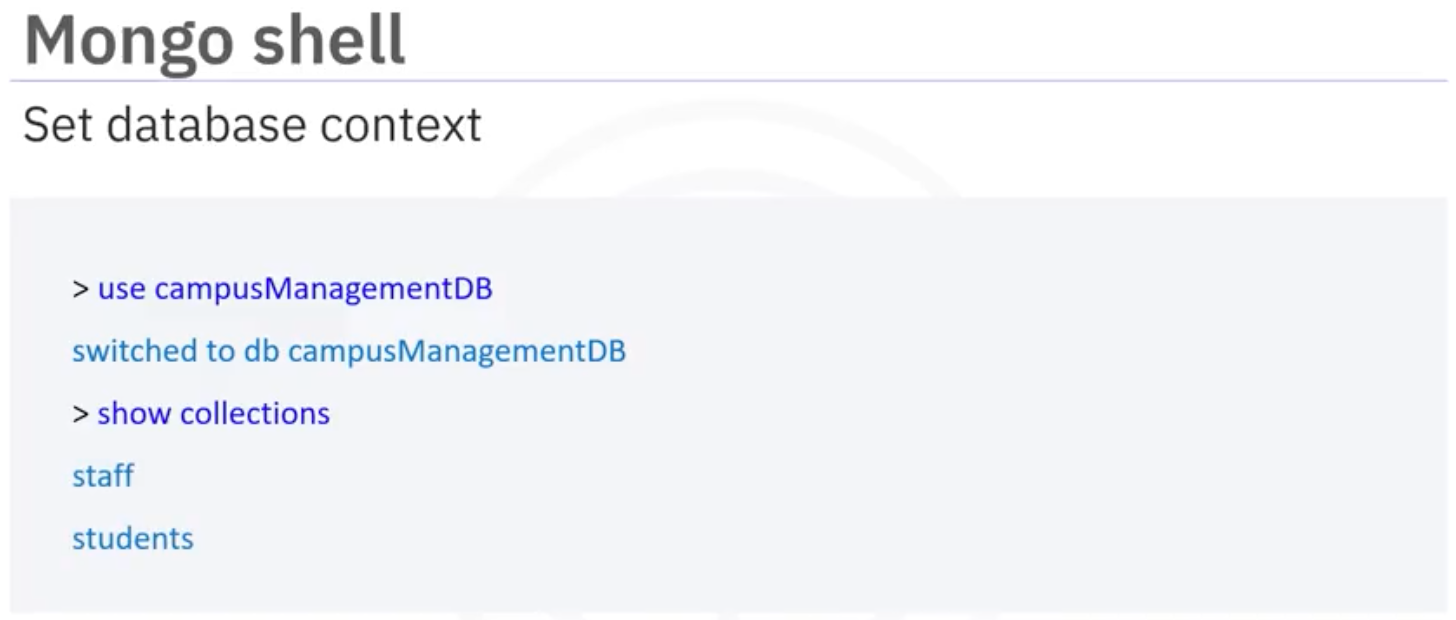 Mongo shell
Set database context
> use campusManagementDB
switched to db campusManagementDB
> show collections
staff
students